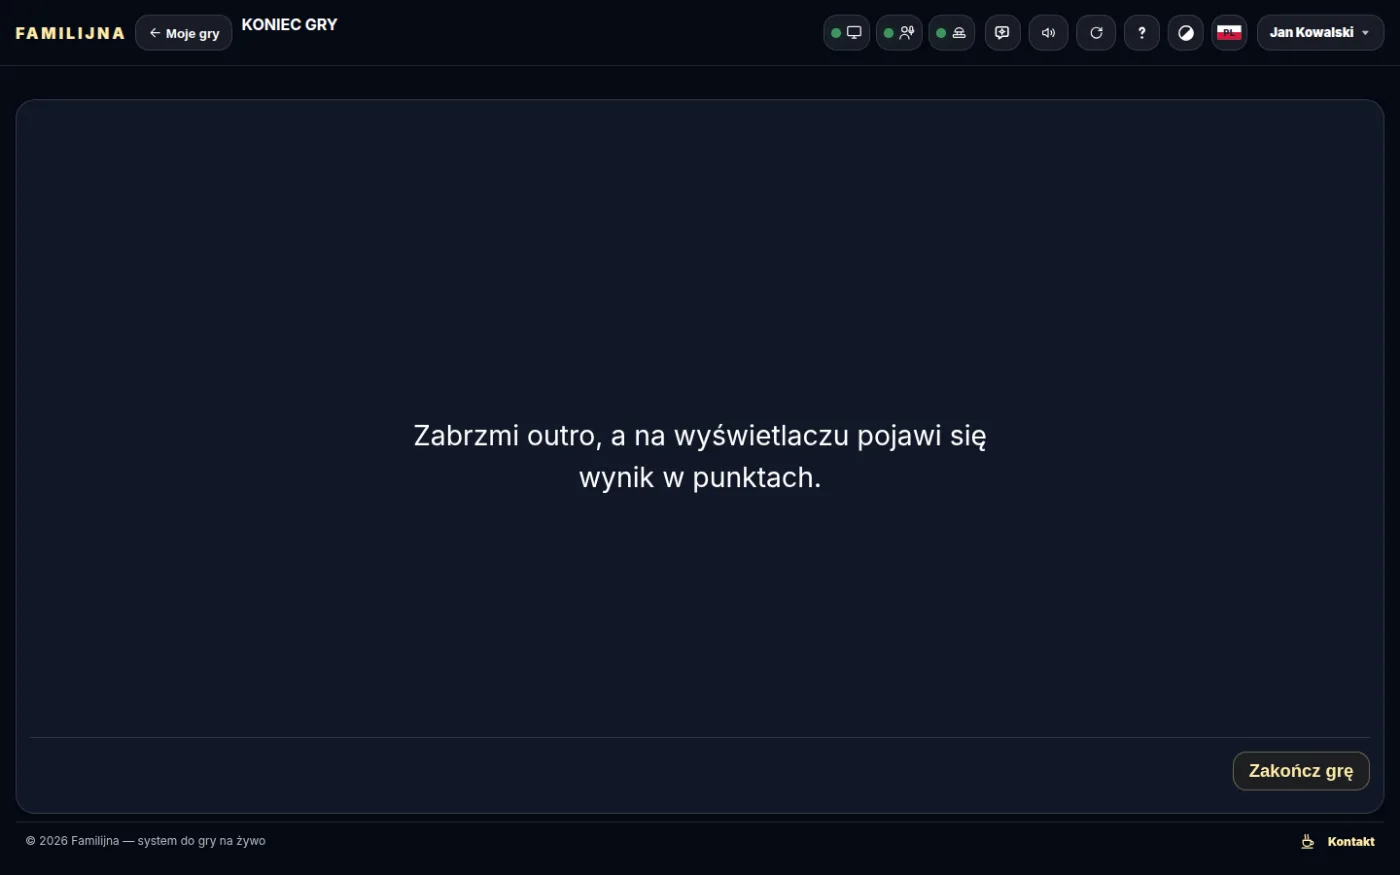 FAMILIJNA
← Moje gry
KONIEC GRY
?
PL
Jan Kowalski
Zabrzmi outro, a na wyświetlaczu pojawi się
wynik w punktach.
Zakończ grę
© 2026 Familijna — system do gry na żywo
Kontakt